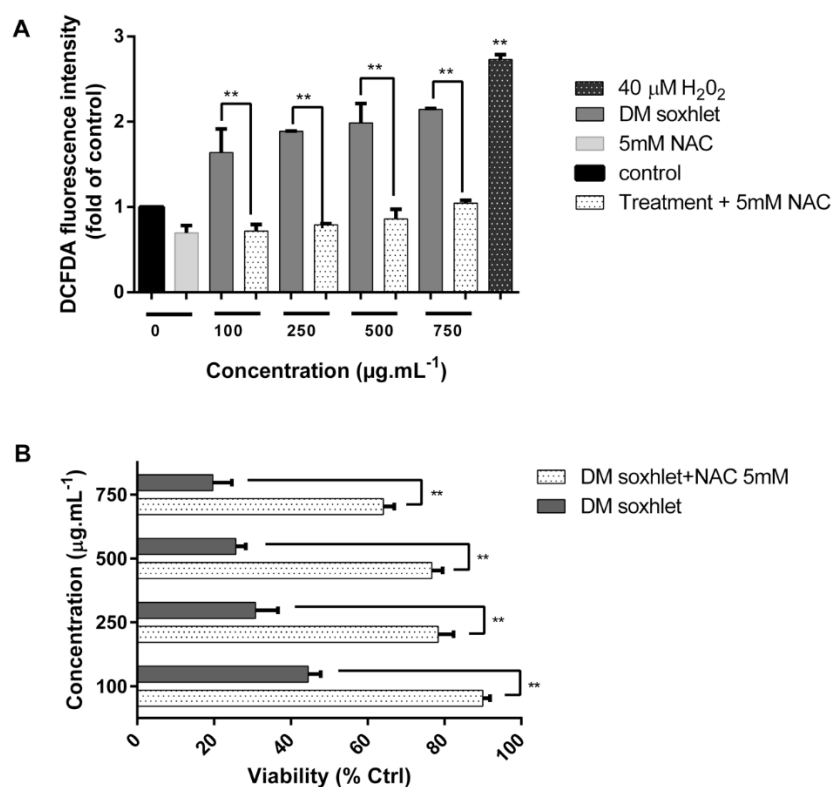 A
DCFDA fluorescence intensity
(fold of control)
3
2
1
0
**
**
**
**
**
0 100 250 500 750
Concentration (µg.mL-1)
40 µM H2O2
DM soxhlet
5mM NAC
control
Treatment + 5mM NAC
B
Concentration (µg.mL-1)
750
500
250
100
**
**
**
**
0 20 40 60 80 100
Viability (% Ctrl)
DM soxhlet+NAC 5mM
DM soxhlet